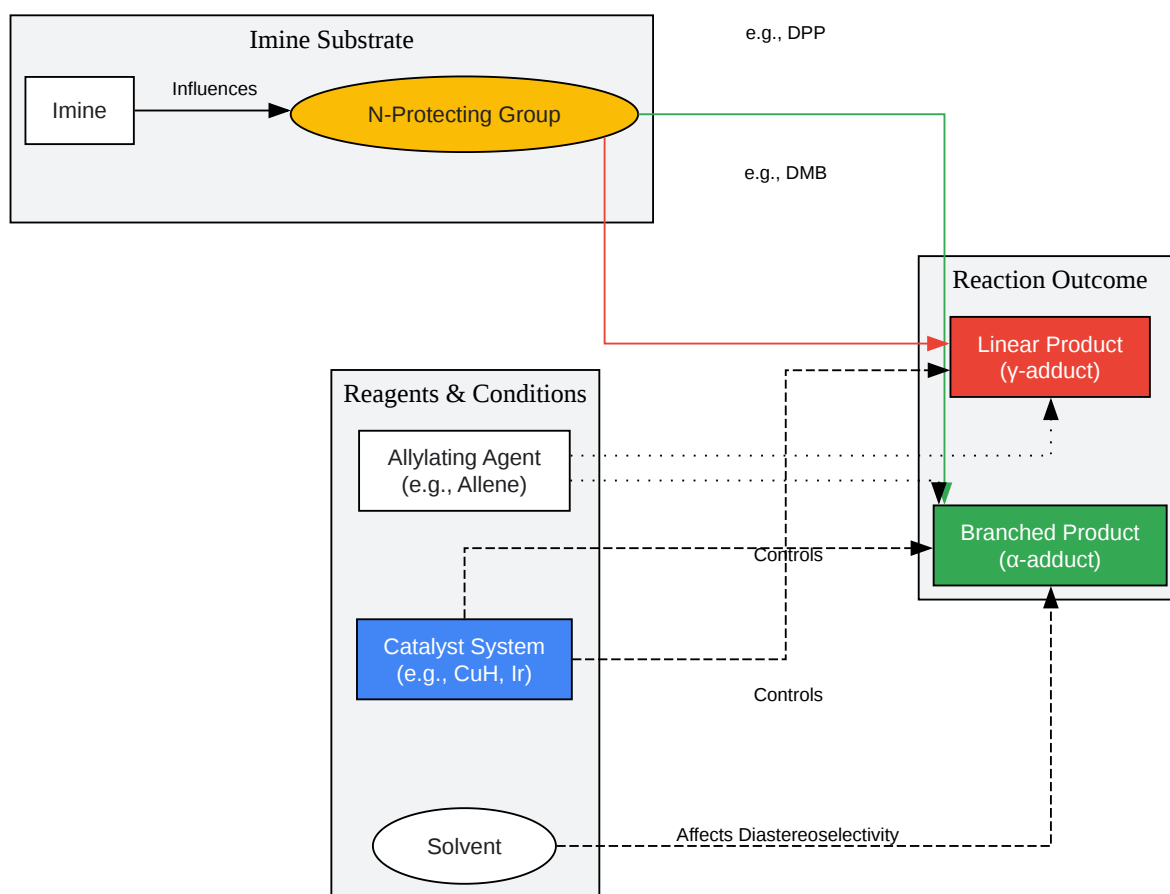 e.g., DPP
Imine Substrate
Influences
Imine
N-Protecting Group
e.g., DMB
Reaction Outcome
Linear Product
(γ-adduct)
Reagents & Conditions
Allylating Agent
(e.g., Allene)
Branched Product
(α-adduct)
Controls
Catalyst System
(e.g., CuH, Ir)
Controls
Solvent
Affects Diastereoselectivity